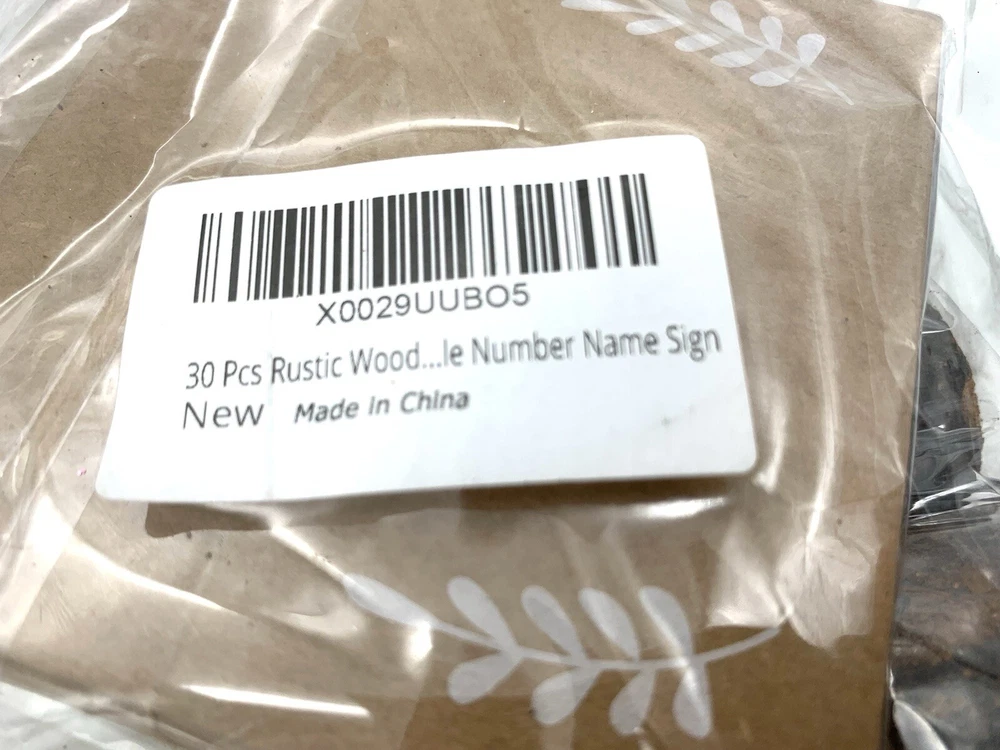 X0029UUBO5
30 Pcs Rustic Wood...le Number Name Sign
New Made in China